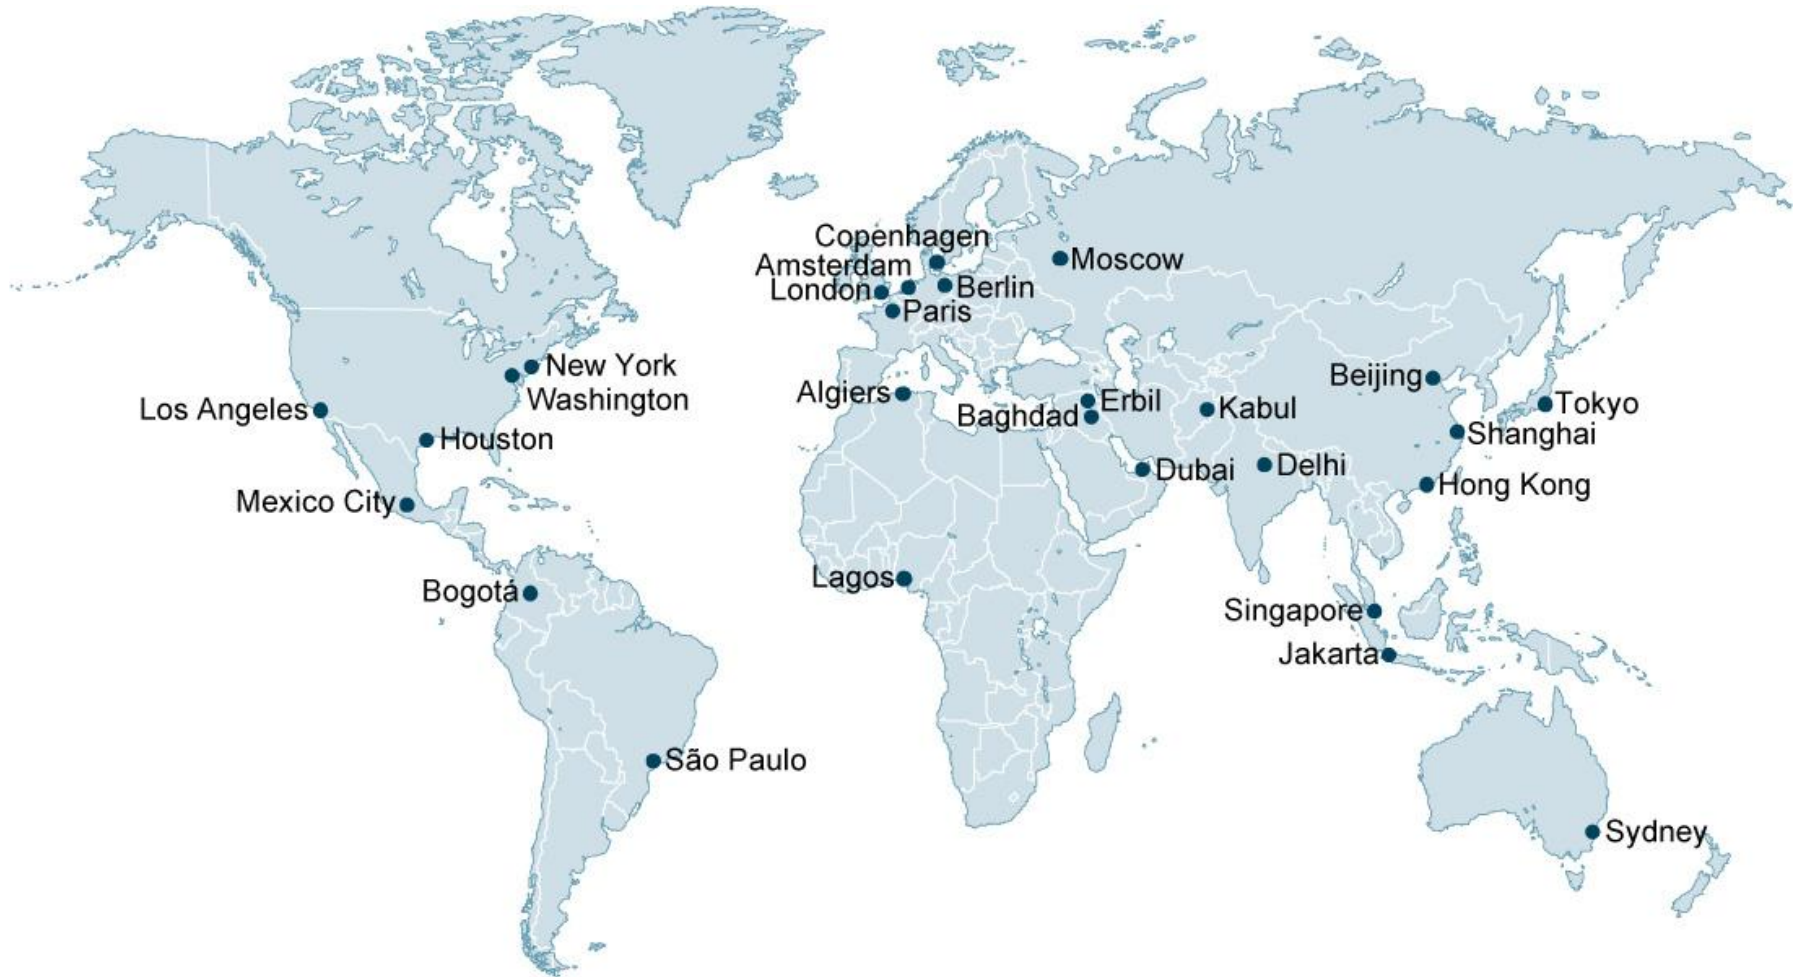 Copenhagen
Moscow
Amsterdam
London
Berlin
Paris
New York
Beijing
Algiers
Erbil
Washington
Los Angeles
Baghdad
Kabul
Tokyo
Houston
Shanghai
Dubai
Delhi
Hong Kong
Mexico City
Lagos
Bogotá
Singapore
Jakarta
São Paulo
Sydney